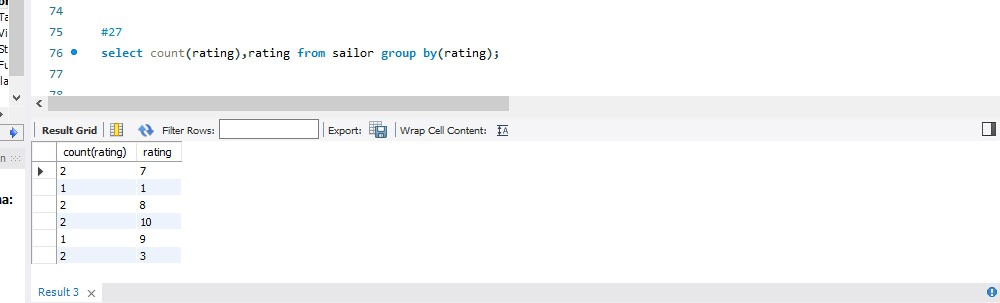 74
75 #27
76 select count(rating),rating from sailor group by(rating);
77
Result Grid Filter Rows: Export: Wrap Cell Content:
count(rating) rating
2 7
1 1
2 8
2 10
1 9
2 3
Result 3